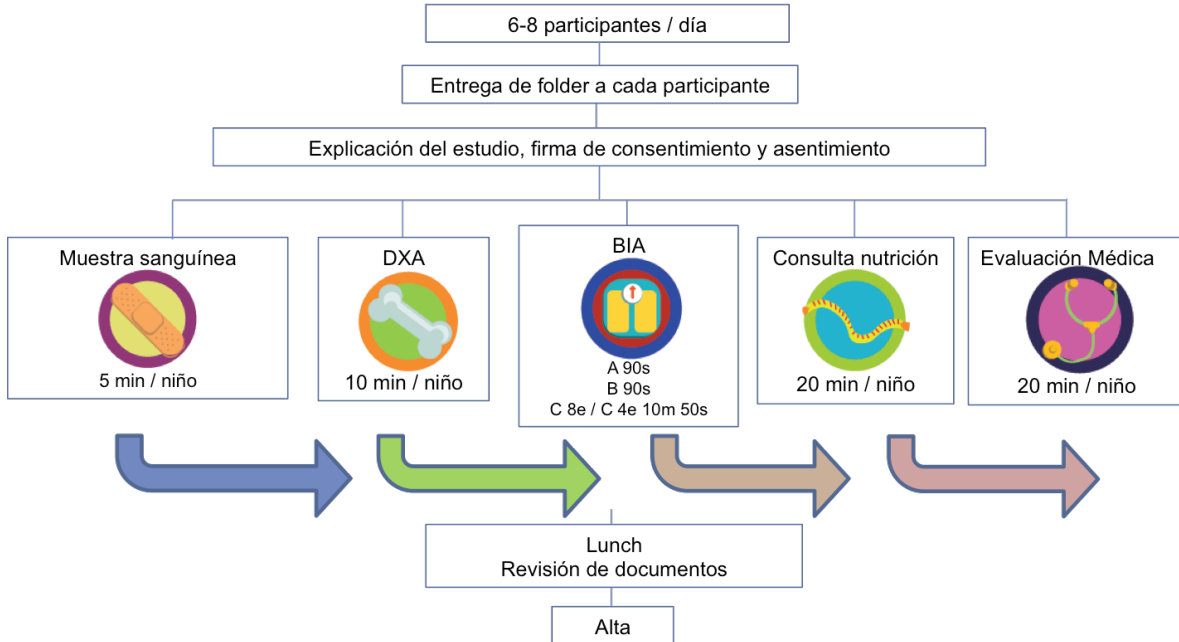 6-8 participantes / día
Entrega de folder a cada participante
Explicación del estudio, firma de consentimiento y asentimiento
Muestra sanguínea
5 min / niño
DXA
10 min / niño
BIA
A 90s
B 90s
C 8e / C 4e 10m 50s
Consulta nutrición
20 min / niño
Evaluación Médica
20 min / niño
Lunch
Revisión de documentos
Alta